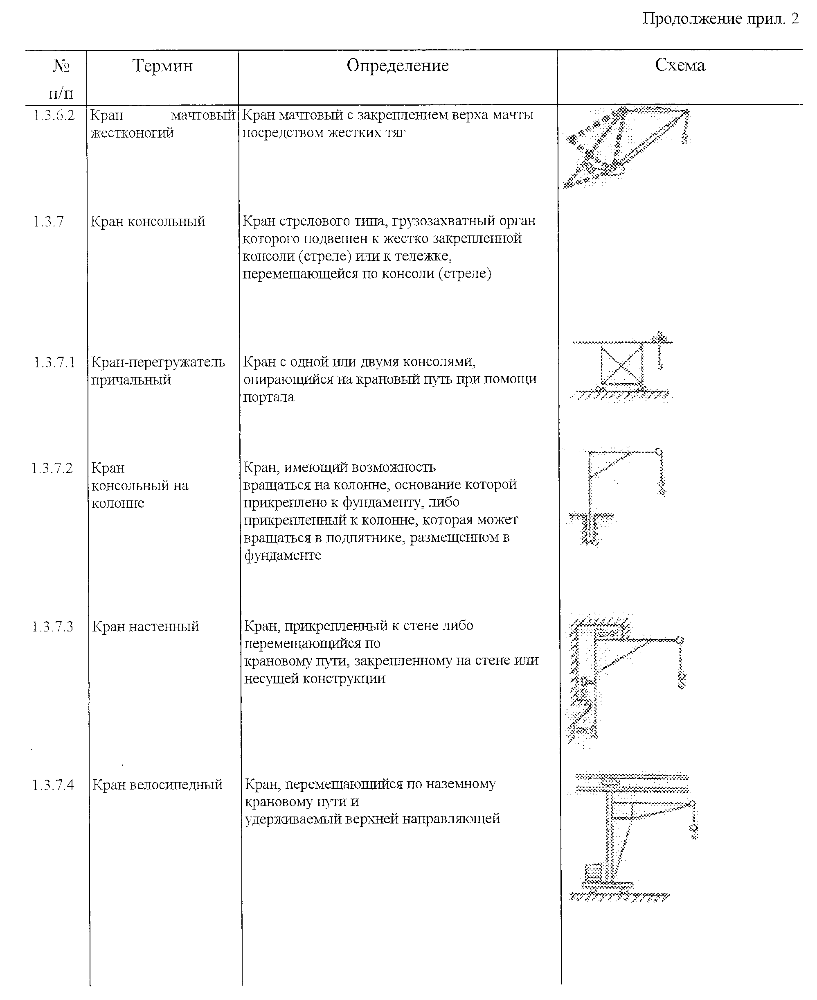 Продолжение прил. 2
№ Термин Определение Схема
п/п
1.3.6.2 Кран мачтовый Кран мачтовый с закреплением верха мачты
жестконогий посредством жестких тяг
1.3.7 Кран консольный Кран стрелового типа, грузозахватный орган
которого подвешен к жестко закрепленной
консоли (стреле) или к тележке,
перемещающейся по консоли (стреле)
1.3.7.1 Кран-перегружатель Кран с одной или двумя консолями,
причальный опирающийся на крановый путь при помощи
портала
1.3.7.2 Кран Кран, имеющий возможность
консольный на вращаться на колонне, основание которой
колонне прикреплено к фундаменту, либо
прикрепленный к колонне, которая может
вращаться в подпятнике, размещенном в
фундаменте
1.3.7.3 Кран настенный Кран, прикрепленный к стене либо
перемещающийся по
крановому пути, закрепленному на стене или
несущей конструкции
1.3.7.4 Кран велосипедный Кран, перемещающийся по наземному
крановому пути и
удерживаемый верхней направляющей